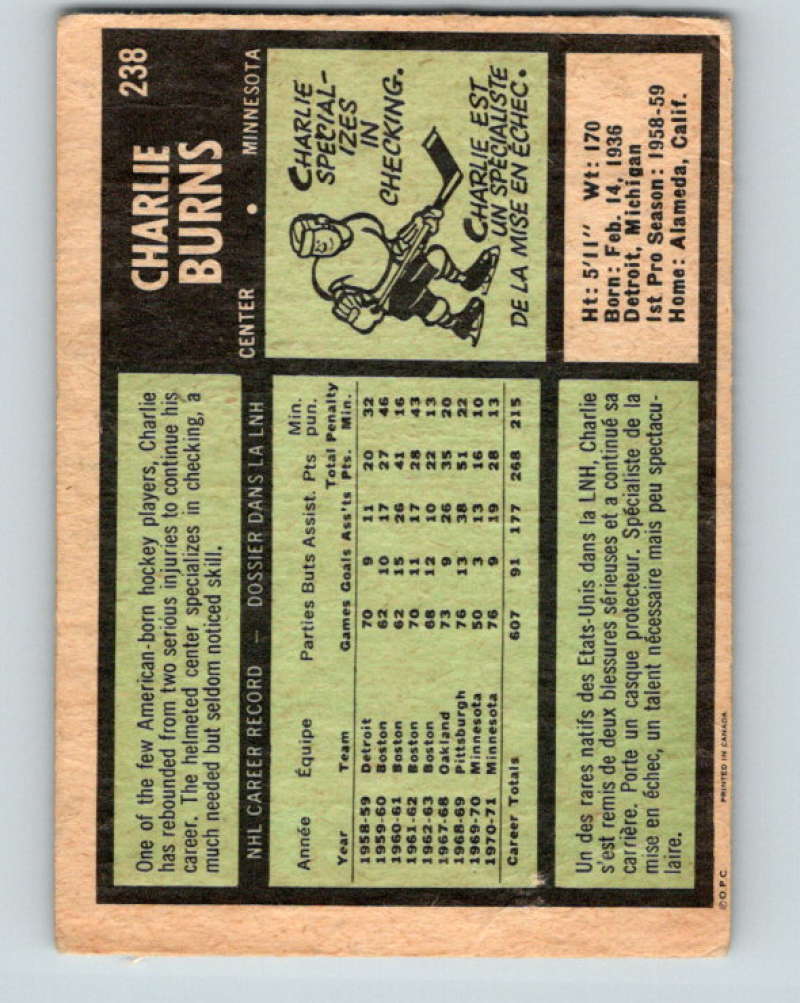 CHARLIE 238
BURNS
CENTER • MINNESOTA
One of the few American-born hockey players, Charlie
has rebounded from two serious injuries to continue his
career. The helmeted center specializes in checking, a
much needed but seldom noticed skill.
CHARLIE
SPECIAL-
IZES
IN
CHECKING.
CHARLIE EST
UN SPÉCIALISTE
DE LA MISE EN ÉCHEC.
NHL CAREER RECORD — DOSSIER DANS LA LNH
Année Équipe Parties Buts Assist. Pts Min. pun.
Year Team Games Goals Ass'ts Total Pts. Penalty Min.
1958-59 Detroit 70 9 11 20 32
1959-60 Boston 62 10 17 27 46
1960-61 Boston 62 15 26 41 16
1961-62 Boston 70 11 17 28 43
1962-63 Boston 68 12 10 22 13
1967-68 Oakland 73 9 26 35 20
1968-69 Pittsburgh 76 13 38 51 22
1969-70 Minnesota 50 3 13 16 10
1970-71 Minnesota 76 9 19 28 13
Career Totals 607 91 177 268 215
Un des rares natifs des Etats-Unis dans la LNH, Charlie
s'est remis de deux blessures sérieuses et a continué sa
carrière. Porte un casque protecteur. Spécialiste de la
mise en échec, un talent nécessaire mais peu spectacu-
laire.
Ht: 5'11" Wt: 170
Born: Feb. 14, 1936
Detroit, Michigan
1st Pro Season: 1958-59
Home: Alameda, Calif.
© O.P.C. PRINTED IN CANADA